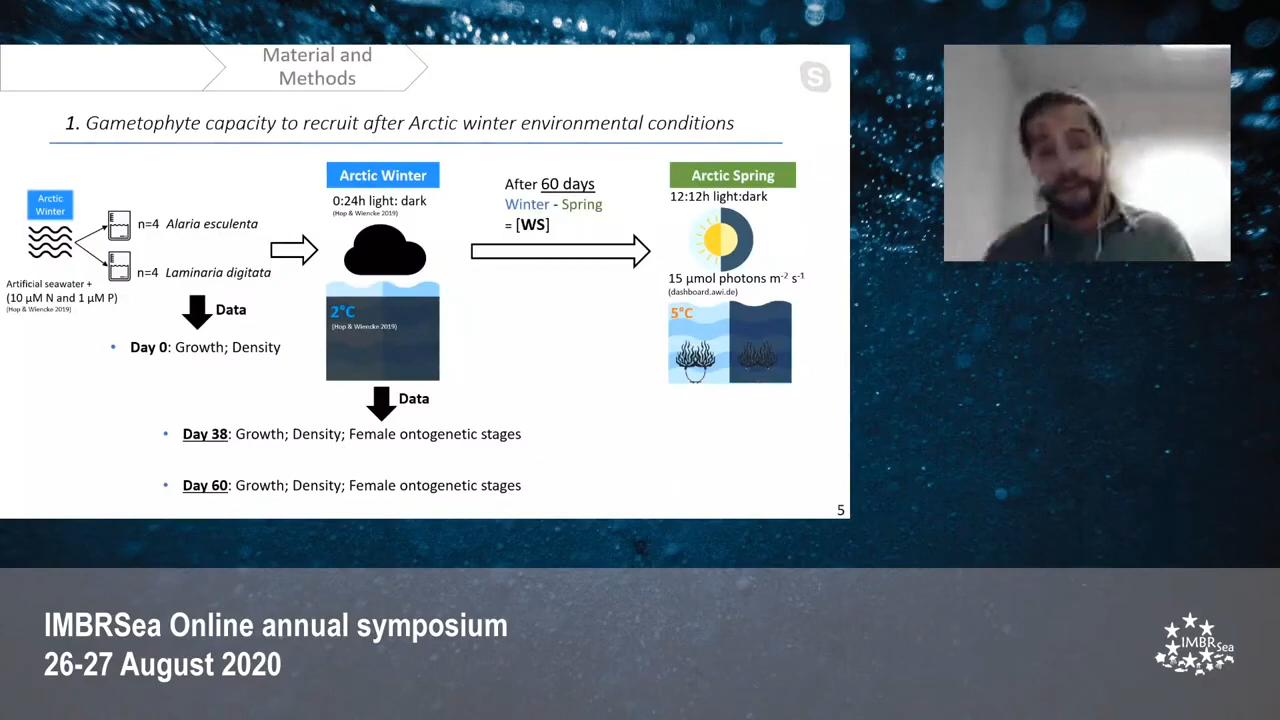 Material and
Methods
S
1. Gametophyte capacity to recruit after Arctic winter environmental conditions
Arctic
Winter
n=4 Alaria esculenta
n=4 Laminaria digitata
Artificial seawater +
(10 µM N and 1 µM P)
(Hop & Wiencke 2019)
Data
• Day 0: Growth; Density
Arctic Winter
0:24h light: dark
(Hop & Wiencke 2019)
2°C
(Hop & Wiencke 2019)
Data
After 60 days
Winter - Spring
= [WS]
Arctic Spring
12:12h light:dark
15 µmol photons m-2 s-1
(dashboard.awi.de)
5°C
• Day 38: Growth; Density; Female ontogenetic stages
• Day 60: Growth; Density; Female ontogenetic stages
5
IMBRSea Online annual symposium
26-27 August 2020
IMBRSea